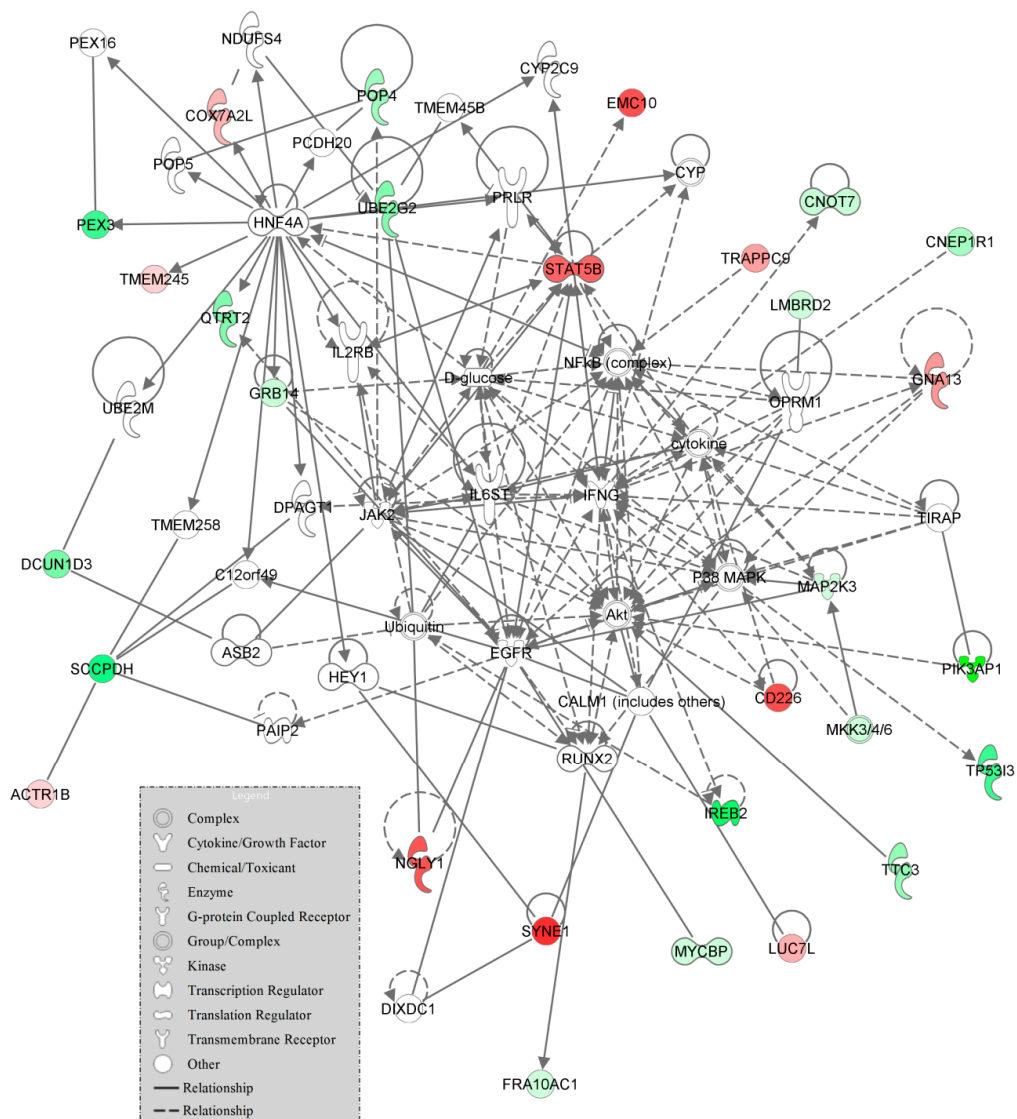 NDUFS4
PEX16
CYP2C9
COX7A2L
POP4
EMC10
TMEM45B
PCDH20
POP5
CYP
PRLR
CNOT7
UBE2G2
HNF4A
PEX3
CNEP1R1
TRAPPC9
STAT5B
TMEM245
LMBRD2
QTRT2
IL2RB
NFkB (complex)
D-glucose
GNA13
GRB14
OPRM1
UBE2M
cytokine
IL6ST
IFNG
DPAGT1
JAK2
TIRAP
TMEM258
DCUN1D3
C12orf49
P38 MAPK
MAP2K3
Akt
Ubiquitin
ASB2
EGFR
SCCPDH
PIK3AP1
HEY1
CALM1 (includes others)
CD226
PAIP2
MKK3/4/6
RUNX2
TP53I3
ACTR1B
IREB2
NGLY1
TTC3
SYNE1
MYCBP
LUC7L
DIXDC1
FRA10AC1
Legend
Complex
Cytokine/Growth Factor
Chemical/Toxicant
Enzyme
G-protein Coupled Receptor
Group/Complex
Kinase
Transcription Regulator
Translation Regulator
Transmembrane Receptor
Other
Relationship
Relationship